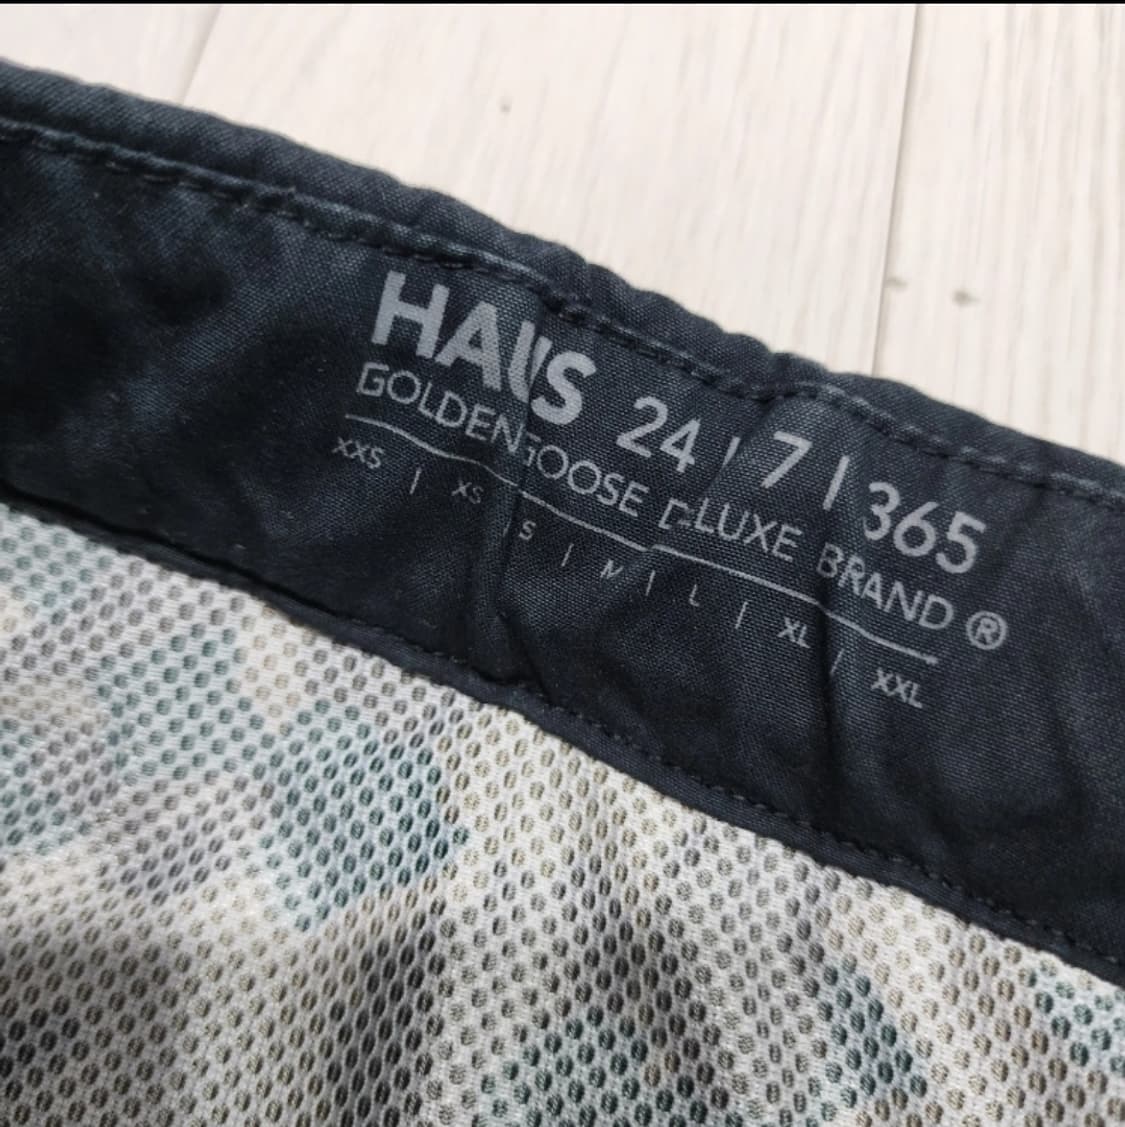 HAUS 24 | 7 | 365
GOLDEN GOOSE DELUXE BRAND ®
XXS | XS | S | M | L | XL | XXL